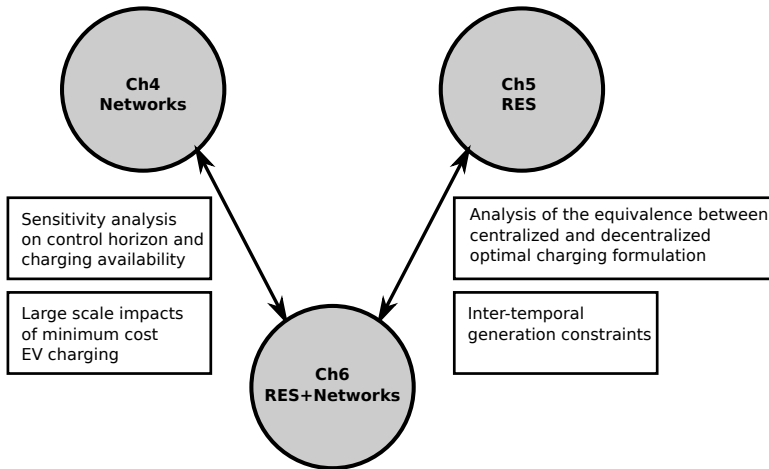 Ch4
Networks
Ch5
RES
Sensitivity analysis
on control horizon and
charging availability
Analysis of the equivalence between
centralized and decentralized
optimal charging formulation
Large scale impacts
of minimum cost
EV charging
Inter-temporal
generation constraints
Ch6
RES+Networks